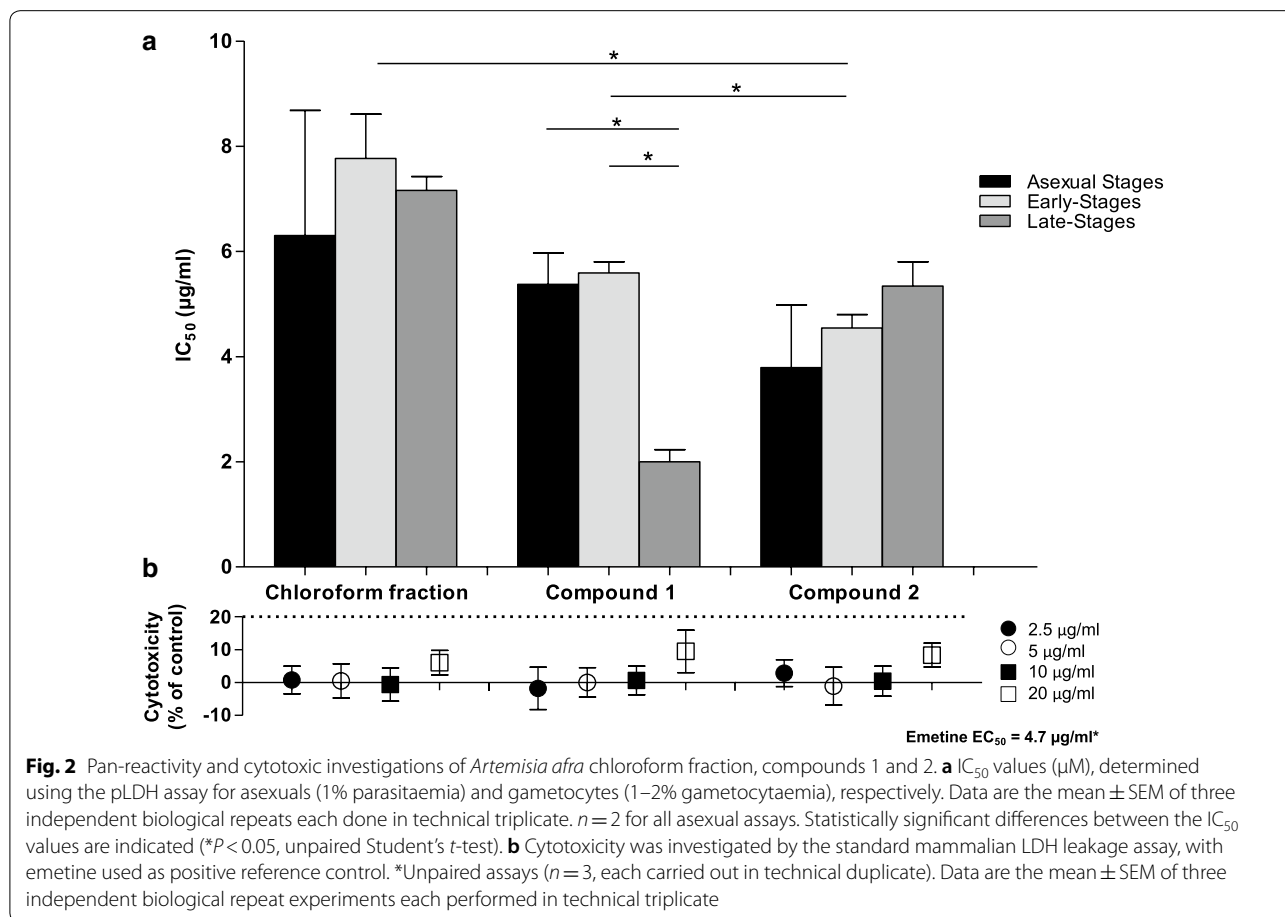 a
10
8
6
4
2
0
IC50 (µg/ml)
*
*
*
*
Asexual Stages
Early-Stages
Late-Stages
Chloroform fraction
Compound 1
Compound 2
b
20
10
0
-10
Cytotoxicity
(% of control)
2.5 µg/ml
5 µg/ml
10 µg/ml
20 µg/ml
Emetine EC50 = 4.7 µg/ml*
Fig. 2 Pan-reactivity and cytotoxic investigations of Artemisia afra chloroform fraction, compounds 1 and 2. a IC50 values (µM), determined
using the pLDH assay for asexuals (1% parasitaemia) and gametocytes (1–2% gametocytaemia), respectively. Data are the mean ± SEM of three
independent biological repeats each done in technical triplicate. n = 2 for all asexual assays. Statistically significant differences between the IC50
values are indicated (*P < 0.05, unpaired Student's t-test). b Cytotoxicity was investigated by the standard mammalian LDH leakage assay, with
emetine used as positive reference control. *Unpaired assays (n = 3, each carried out in technical duplicate). Data are the mean ± SEM of three
independent biological repeat experiments each performed in technical triplicate